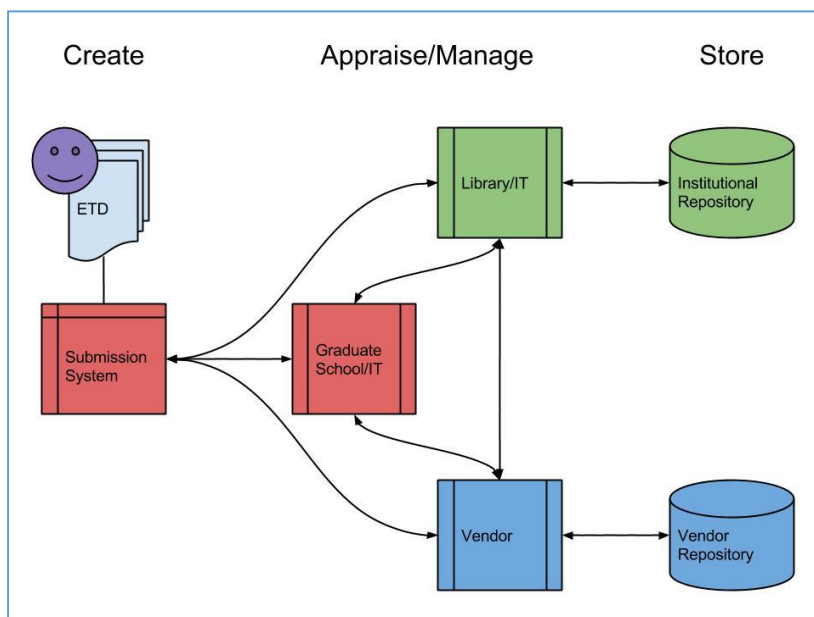 Create
Appraise/Manage
Store
ETD
Library/IT
Institutional
Repository
Submission
System
Graduate
School/IT
Vendor
Vendor
Repository